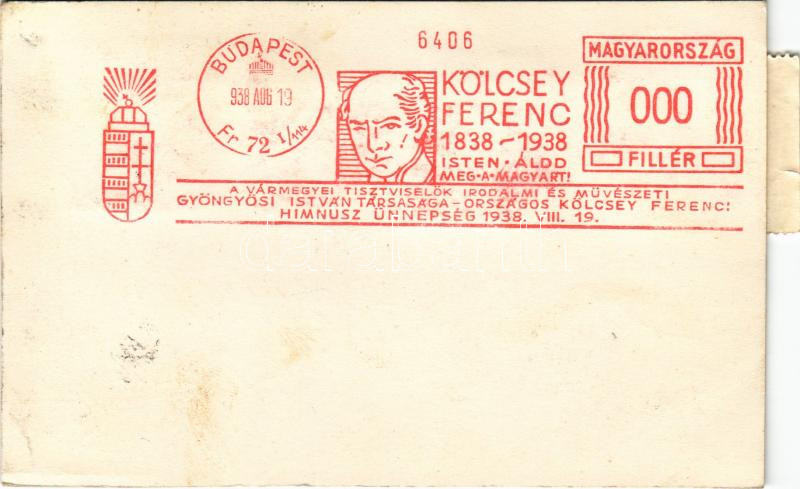 6406
BUDAPEST
938 AUG 19
Fr. 72 I/114
KÖLCSEY
FERENC
1838~1938
ISTEN·ÁLDD
MEG·A·MAGYART!
MAGYARORSZÁG
000
FILLÉR
A VÁRMEGYEI TISZTVISELŐK IRODALMI ÉS MŰVÉSZETI
GYÖNGYÖSI ISTVÁN TÁRSASÁGA – ORSZÁGOS KÖLCSEY FERENC:
HIMNUSZ ÜNNEPSÉG 1938. VIII. 19.
darabanth